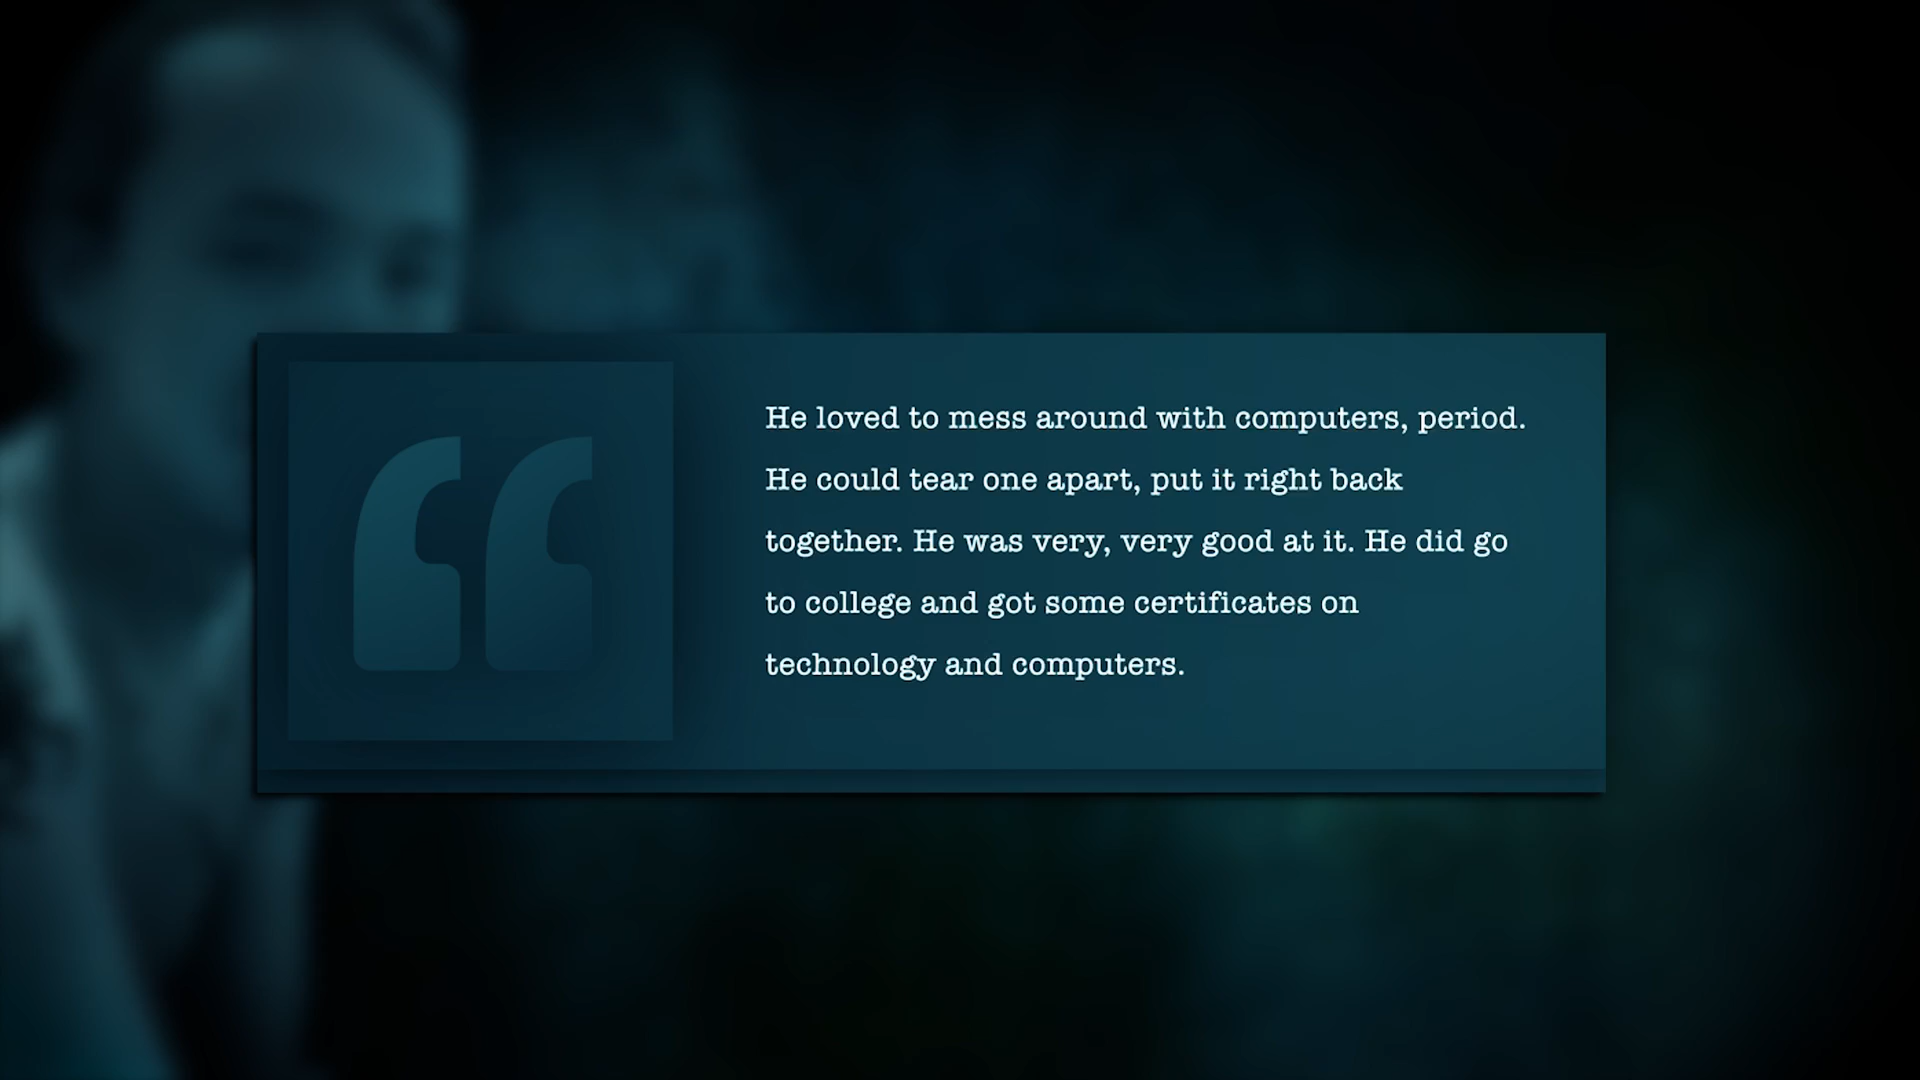 He loved to mess around with computers, period.
He could tear one apart, put it right back
together. He was very, very good at it. He did go
to college and got some certificates on
technology and computers.